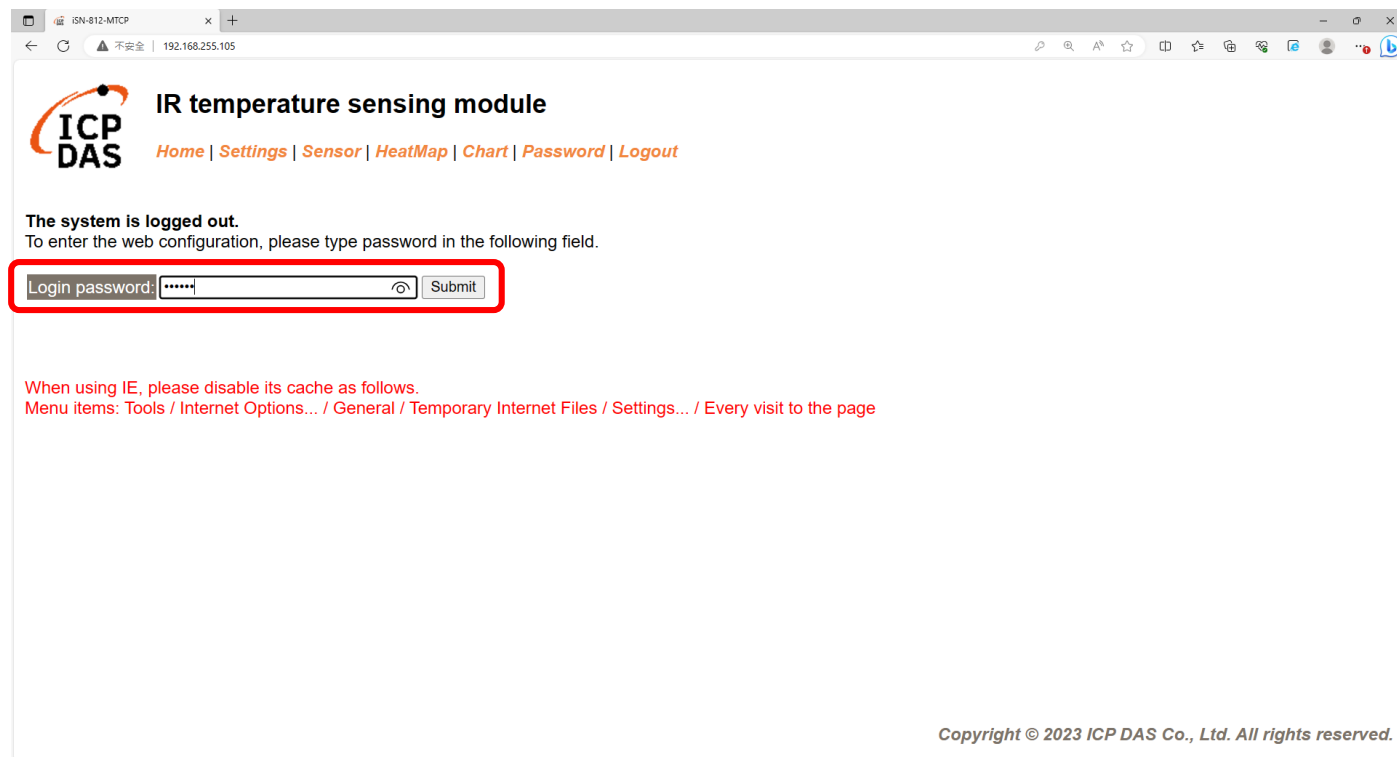 iSN-812-MTCP
不安全 | 192.168.255.105
ICP DAS
IR temperature sensing module
Home | Settings | Sensor | HeatMap | Chart | Password | Logout
The system is logged out.
To enter the web configuration, please type password in the following field.
Login password: •••••• Submit
When using IE, please disable its cache as follows.
Menu items: Tools / Internet Options... / General / Temporary Internet Files / Settings... / Every visit to the page
Copyright © 2023 ICP DAS Co., Ltd. All rights reserved.